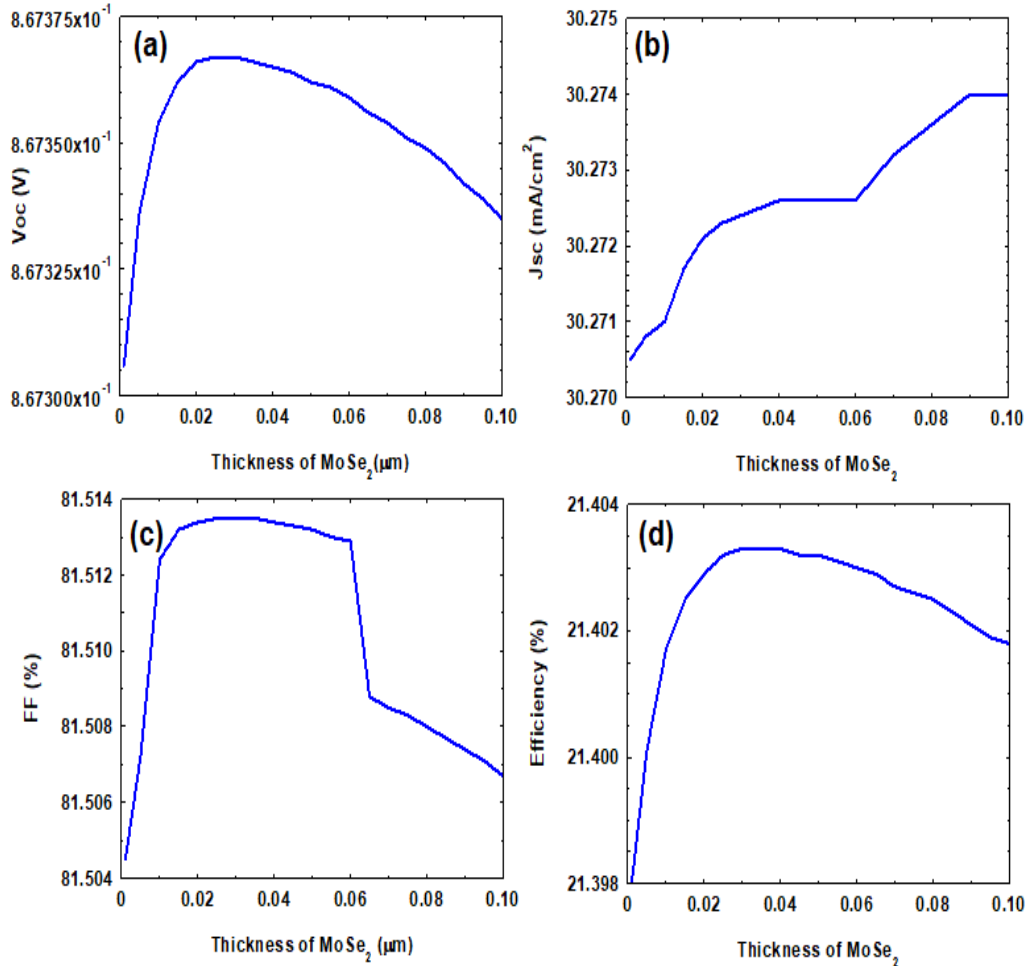 (a)
8.67375x10⁻¹
8.67350x10⁻¹
8.67325x10⁻¹
8.67300x10⁻¹
Voc (V)
0 0.02 0.04 0.06 0.08 0.10
Thickness of MoSe₂(µm)
(b)
30.275
30.274
30.273
30.272
30.271
30.270
Jsc (mA/cm²)
0 0.02 0.04 0.06 0.08 0.10
Thickness of MoSe₂
(c)
81.514
81.512
81.510
81.508
81.506
81.504
FF (%)
0 0.02 0.04 0.06 0.08 0.10
Thickness of MoSe₂ (µm)
(d)
21.404
21.402
21.400
21.398
Efficiency (%)
0 0.02 0.04 0.06 0.08 0.10
Thickness of MoSe₂